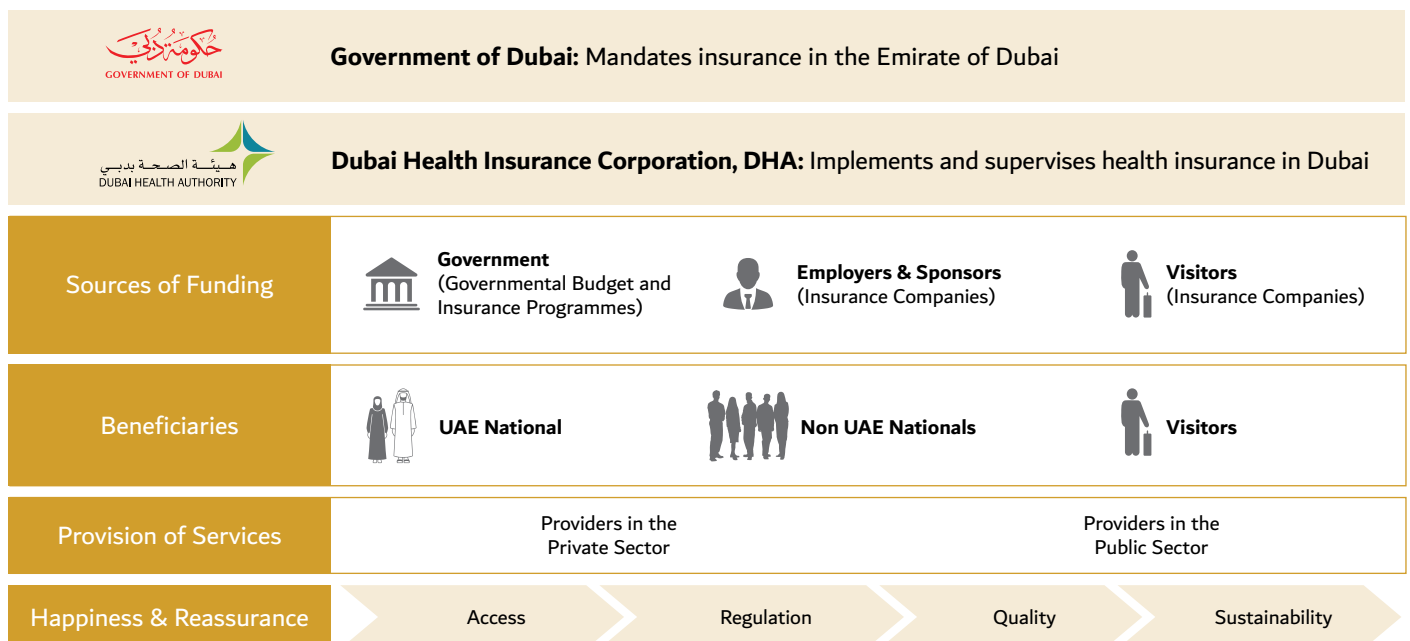 حكومة دبي
GOVERNMENT OF DUBAI
Government of Dubai: Mandates insurance in the Emirate of Dubai
هيئة الصحة بدبي
DUBAI HEALTH AUTHORITY
Dubai Health Insurance Corporation, DHA: Implements and supervises health insurance in Dubai
Sources of Funding
Government
(Governmental Budget and
Insurance Programmes)
Employers & Sponsors
(Insurance Companies)
Visitors
(Insurance Companies)
Beneficiaries
UAE National
Non UAE Nationals
Visitors
Provision of Services
Providers in the
Private Sector
Providers in the
Public Sector
Happiness & Reassurance
Access
Regulation
Quality
Sustainability